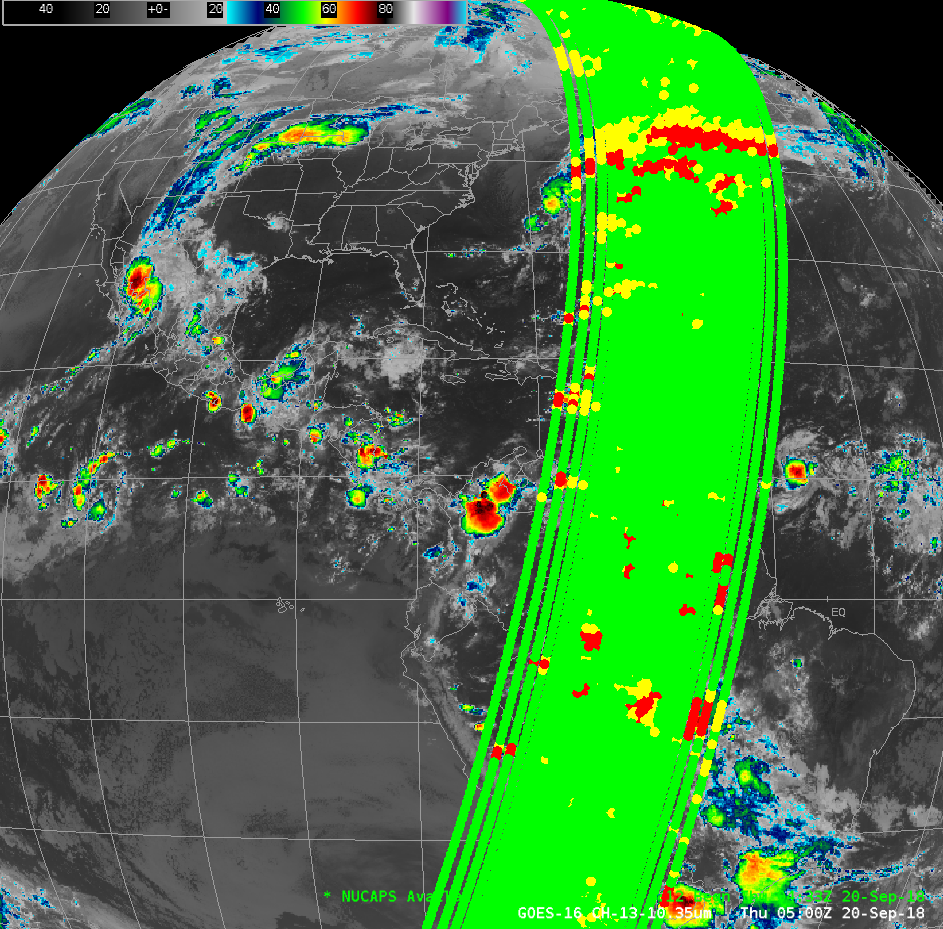 40 20 +0- 20 40 60 80
EQ
* NUCAPS Ava 20-Sep-18
GOES-16 CH-13-10.35um Thu 05:00Z 20-Sep-18